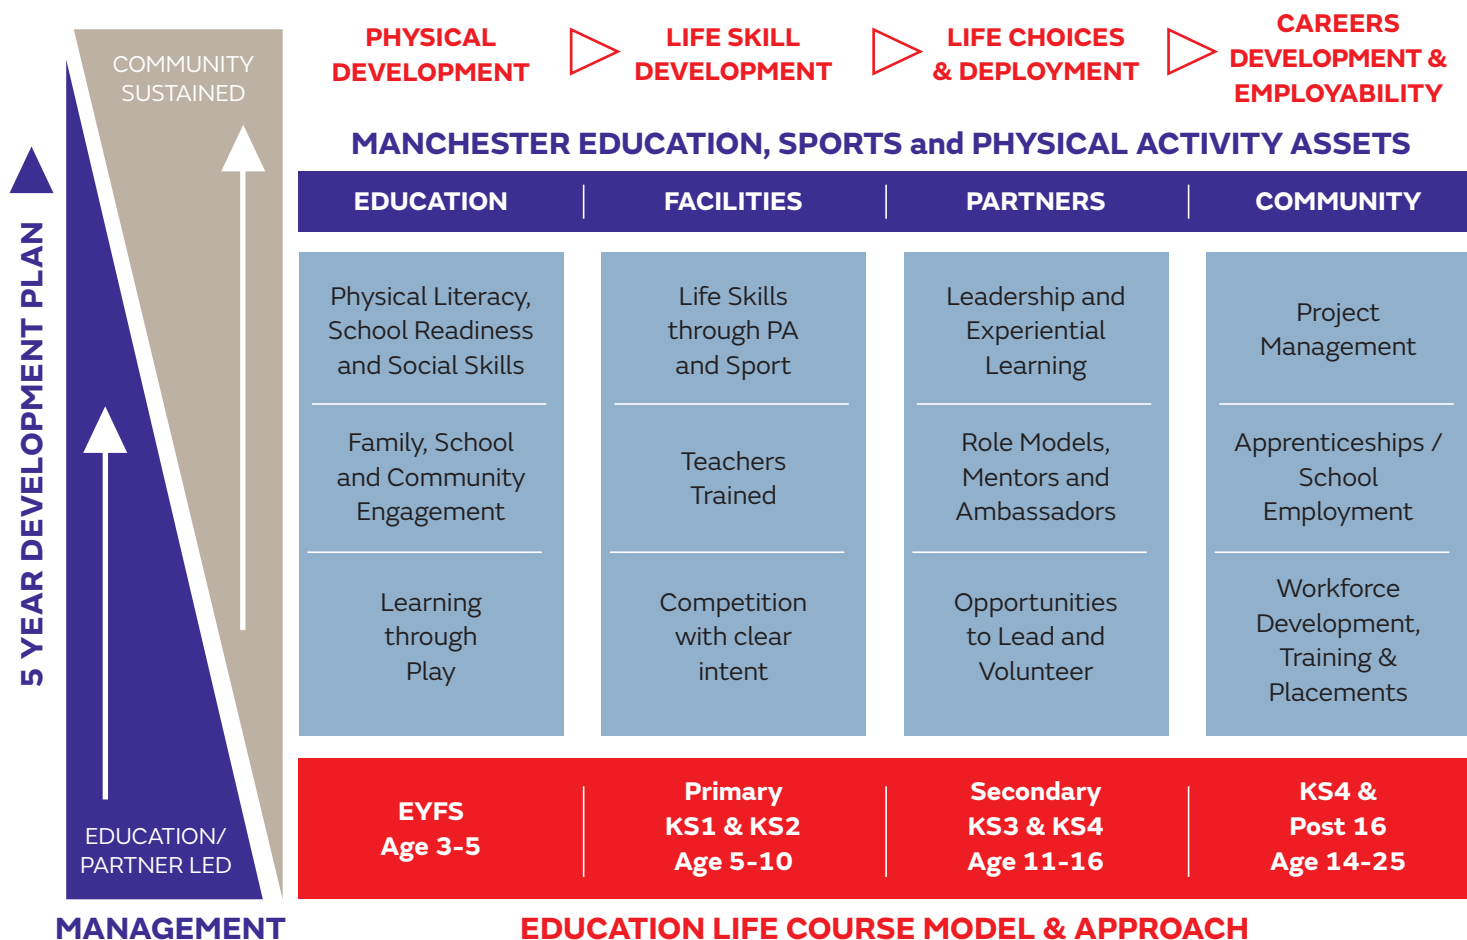 COMMUNITY
SUSTAINED
5 YEAR DEVELOPMENT PLAN
EDUCATION/
PARTNER LED
MANAGEMENT
PHYSICAL
DEVELOPMENT
LIFE SKILL
DEVELOPMENT
LIFE CHOICES
& DEPLOYMENT
CAREERS
DEVELOPMENT &
EMPLOYABILITY
MANCHESTER EDUCATION, SPORTS and PHYSICAL ACTIVITY ASSETS
EDUCATION
FACILITIES
PARTNERS
COMMUNITY
Physical Literacy,
School Readiness
and Social Skills
Family, School
and Community
Engagement
Learning
through
Play
Life Skills
through PA
and Sport
Teachers
Trained
Competition
with clear
intent
Leadership and
Experiential
Learning
Role Models,
Mentors and
Ambassadors
Opportunities
to Lead and
Volunteer
Project
Management
Apprenticeships /
School
Employment
Workforce
Development,
Training &
Placements
EYFS
Age 3-5
Primary
KS1 & KS2
Age 5-10
Secondary
KS3 & KS4
Age 11-16
KS4 &
Post 16
Age 14-25
EDUCATION LIFE COURSE MODEL & APPROACH